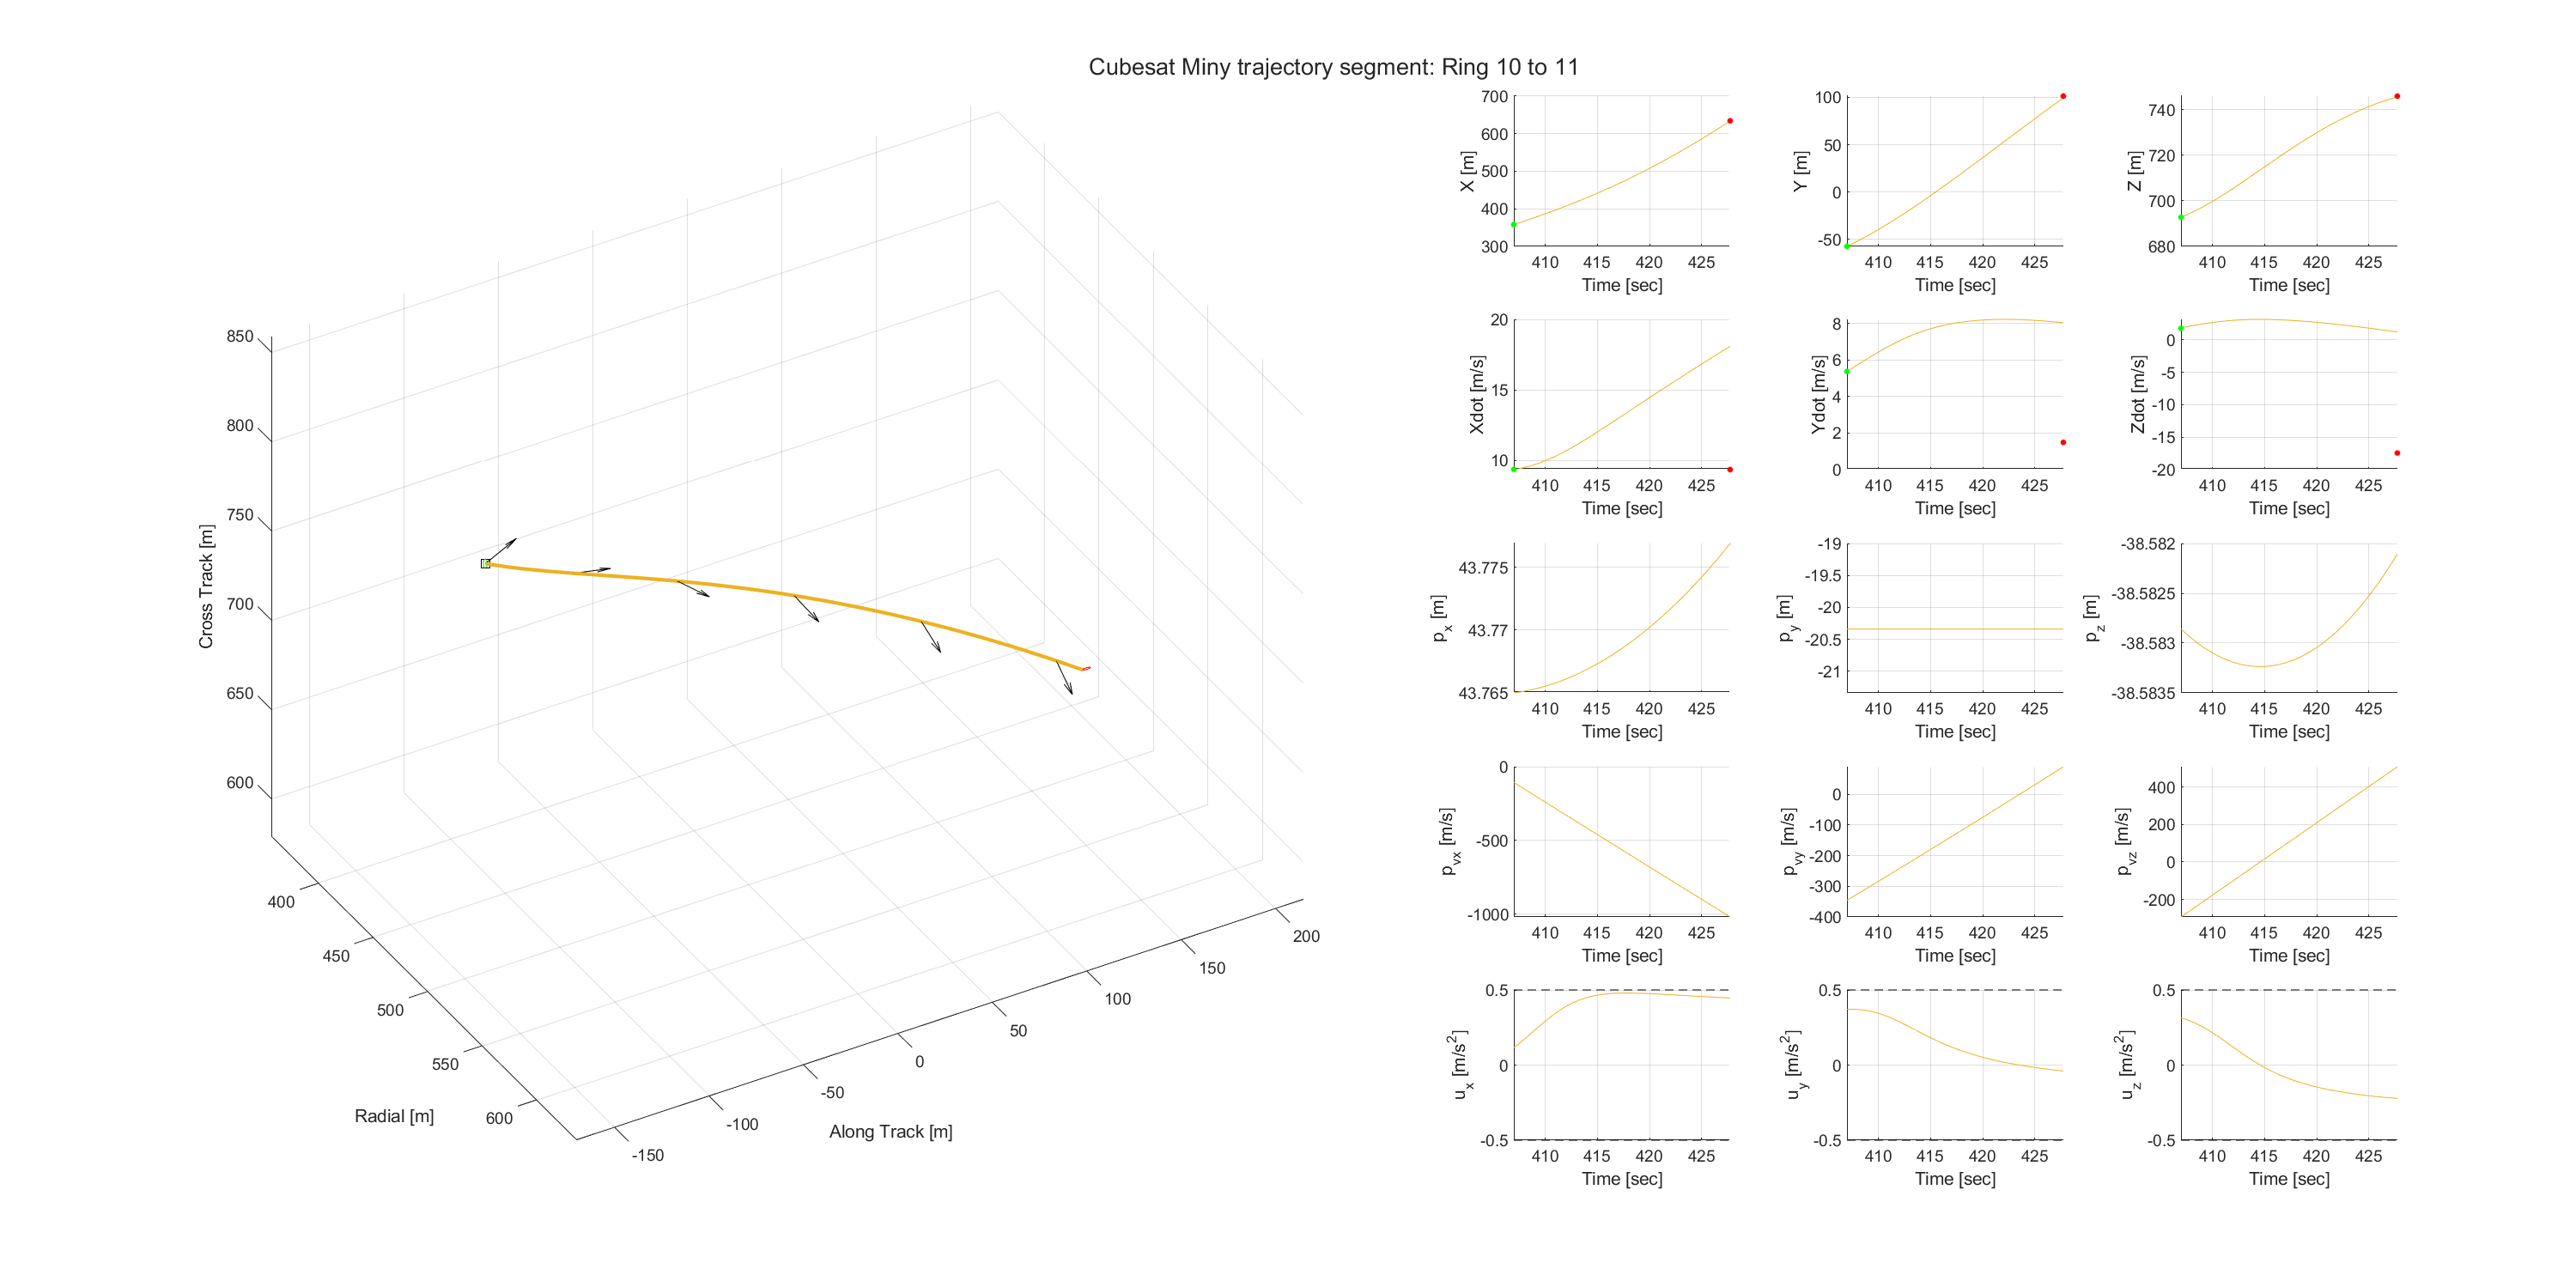 Cubesat Miny trajectory segment: Ring 10 to 11
850
800
750
700
650
600
Cross Track [m]
400
450
500
550
600
Radial [m]
-150
-100
-50
0
50
100
150
200
Along Track [m]
700
600
500
400
300
X [m]
410 415 420 425
Time [sec]
100
50
0
-50
Y [m]
410 415 420 425
Time [sec]
740
720
700
680
Z [m]
410 415 420 425
Time [sec]
20
15
10
Xdot [m/s]
410 415 420 425
Time [sec]
8
6
4
2
0
Ydot [m/s]
410 415 420 425
Time [sec]
0
-5
-10
-15
-20
Zdot [m/s]
410 415 420 425
Time [sec]
43.775
43.77
43.765
p_x [m]
410 415 420 425
Time [sec]
-19
-19.5
-20
-20.5
-21
p_y [m]
410 415 420 425
Time [sec]
-38.582
-38.5825
-38.583
-38.5835
p_z [m]
410 415 420 425
Time [sec]
0
-500
-1000
p_vx [m/s]
410 415 420 425
Time [sec]
0
-100
-200
-300
-400
p_vy [m/s]
410 415 420 425
Time [sec]
400
200
0
-200
p_vz [m/s]
410 415 420 425
Time [sec]
0.5
0
-0.5
u_x [m/s²]
410 415 420 425
Time [sec]
0.5
0
-0.5
u_y [m/s²]
410 415 420 425
Time [sec]
0.5
0
-0.5
u_z [m/s²]
410 415 420 425
Time [sec]